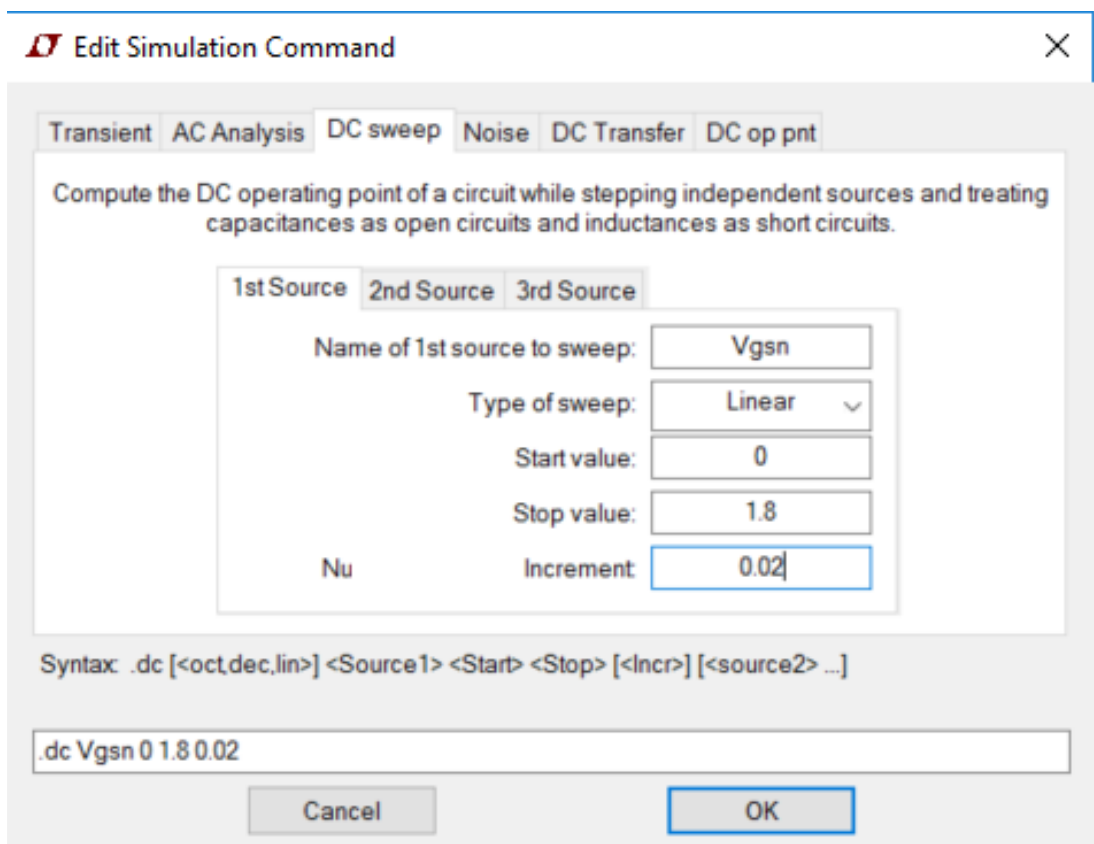 Edit Simulation Command
Transient AC Analysis DC sweep Noise DC Transfer DC op pnt
Compute the DC operating point of a circuit while stepping independent sources and treating
capacitances as open circuits and inductances as short circuits.
1st Source 2nd Source 3rd Source
Name of 1st source to sweep: Vgsn
Type of sweep: Linear
Start value: 0
Stop value: 1.8
Nu Increment: 0.02
Syntax: .dc [<oct,dec,lin>] <Source1> <Start> <Stop> [<Incr>] [<source2> ...]
.dc Vgsn 0 1.8 0.02
Cancel OK